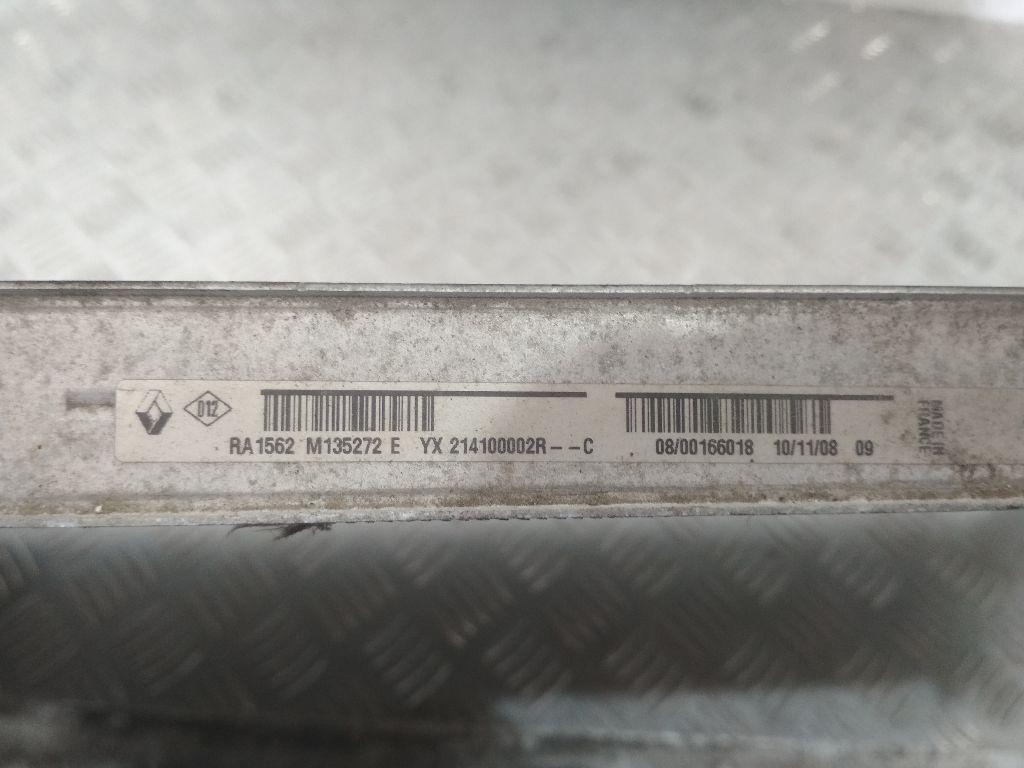 D12
RA1562 M135272 E YX 214100002R--C 08/00166018 10/11/08 09
MADE IN
FRANCE